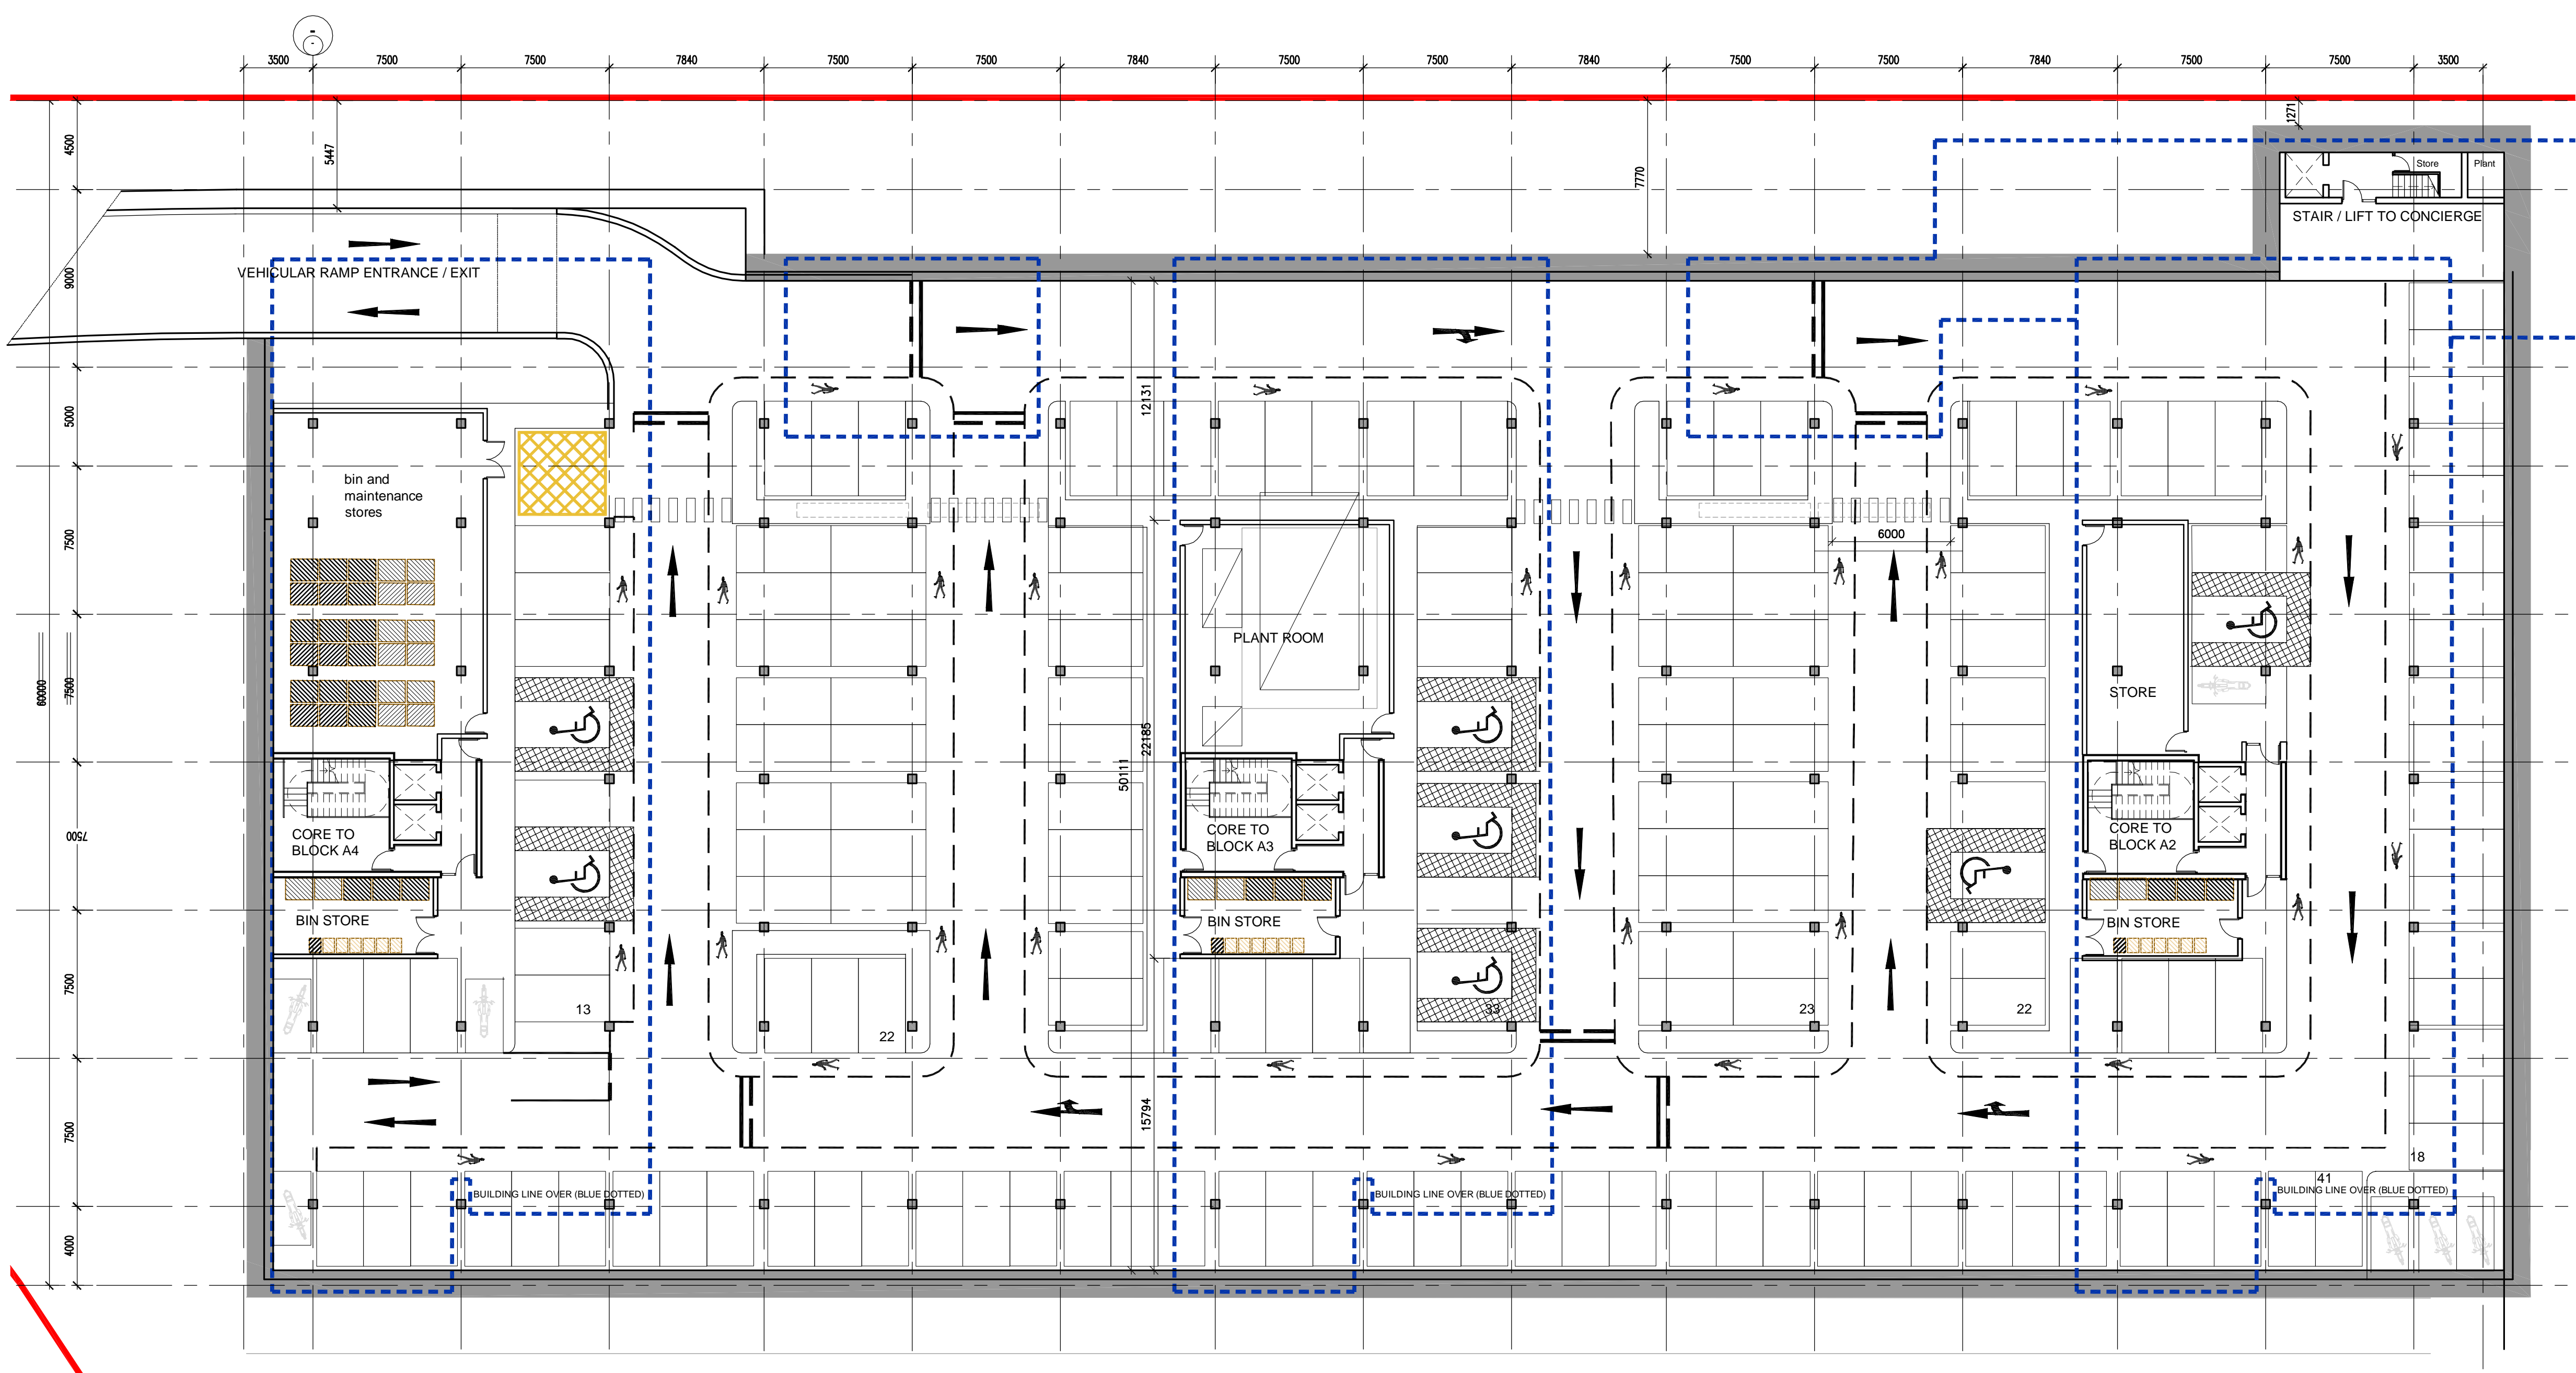 3500
7500
7500
7840
7500
7500
7840
7500
7500
7840
7500
7500
7840
7500
7500
3500
4500
5447
7770
1271
Store
Plant
STAIR / LIFT TO CONCIERGE
VEHICULAR RAMP ENTRANCE / EXIT
9000
12131
5000
bin and
maintenance
stores
7500
6000
PLANT ROOM
60000
7500
STORE
22185
50111
7500
CORE TO
BLOCK A4
CORE TO
BLOCK A3
CORE TO
BLOCK A2
BIN STORE
BIN STORE
BIN STORE
7500
13
22
33
23
22
7500
15794
18
41
BUILDING LINE OVER (BLUE DOTTED)
BUILDING LINE OVER (BLUE DOTTED)
BUILDING LINE OVER (BLUE DOTTED)
4000